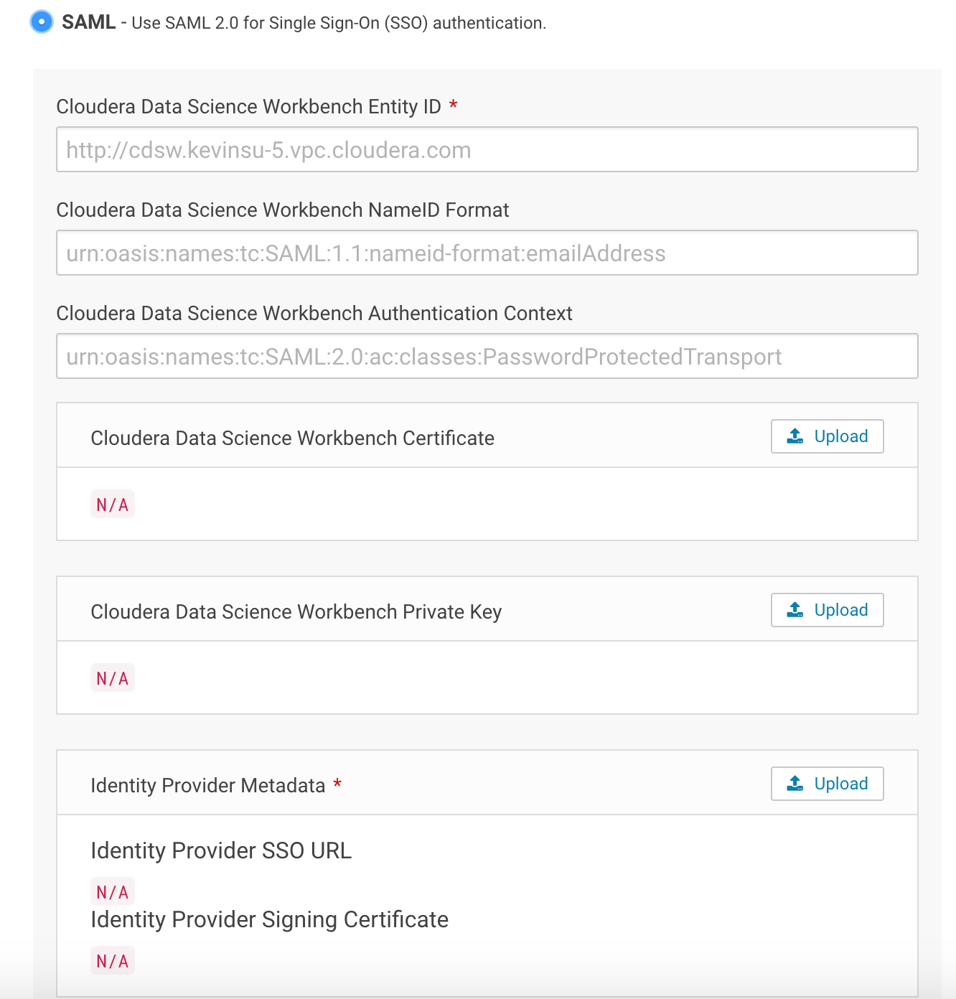 SAML - Use SAML 2.0 for Single Sign-On (SSO) authentication.
Cloudera Data Science Workbench Entity ID *
http://cdsw.kevinsu-5.vpc.cloudera.com
Cloudera Data Science Workbench NameID Format
urn:oasis:names:tc:SAML:1.1:nameid-format:emailAddress
Cloudera Data Science Workbench Authentication Context
urn:oasis:names:tc:SAML:2.0:ac:classes:PasswordProtectedTransport
Cloudera Data Science Workbench Certificate Upload
N/A
Cloudera Data Science Workbench Private Key Upload
N/A
Identity Provider Metadata * Upload
Identity Provider SSO URL
N/A
Identity Provider Signing Certificate
N/A